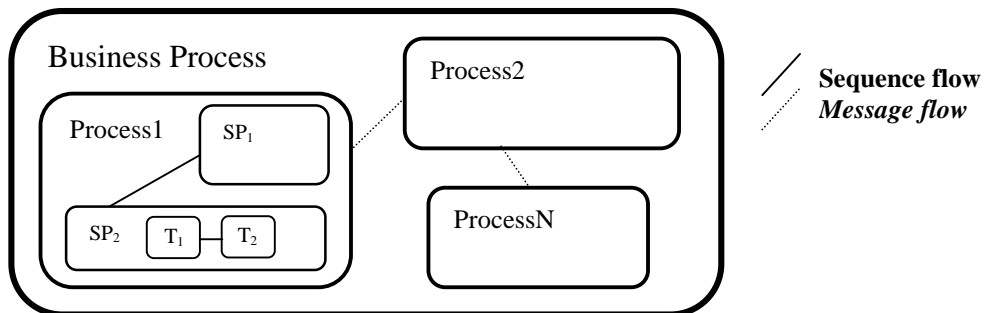 Business Process
Process2
Sequence flow
Message flow
Process1
SP₁
SP₂
T₁
T₂
ProcessN